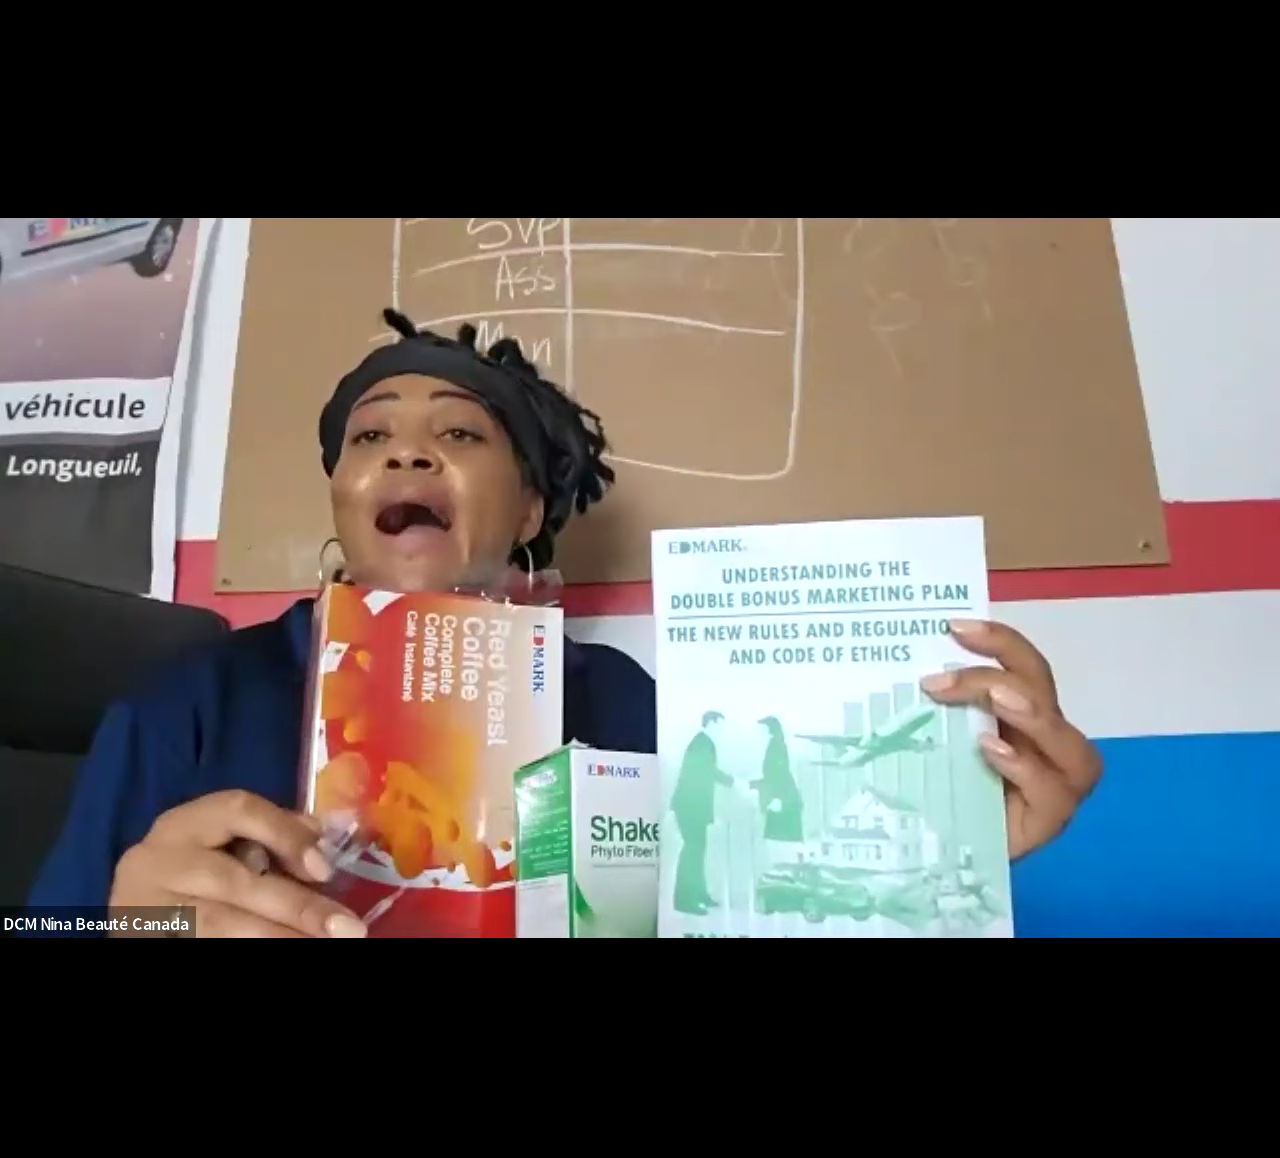 EDMARK
SVP
Ass
Man
véhicule
Longueuil,
EDMARK
Red Yeast
Coffee
Complete
Coffee Mix
Café Instantané
EDMARK
Shake
Phyto Fiber
EDMARK
UNDERSTANDING THE
DOUBLE BONUS MARKETING PLAN
THE NEW RULES AND REGULATIO
AND CODE OF ETHICS
DCM Nina Beauté Canada